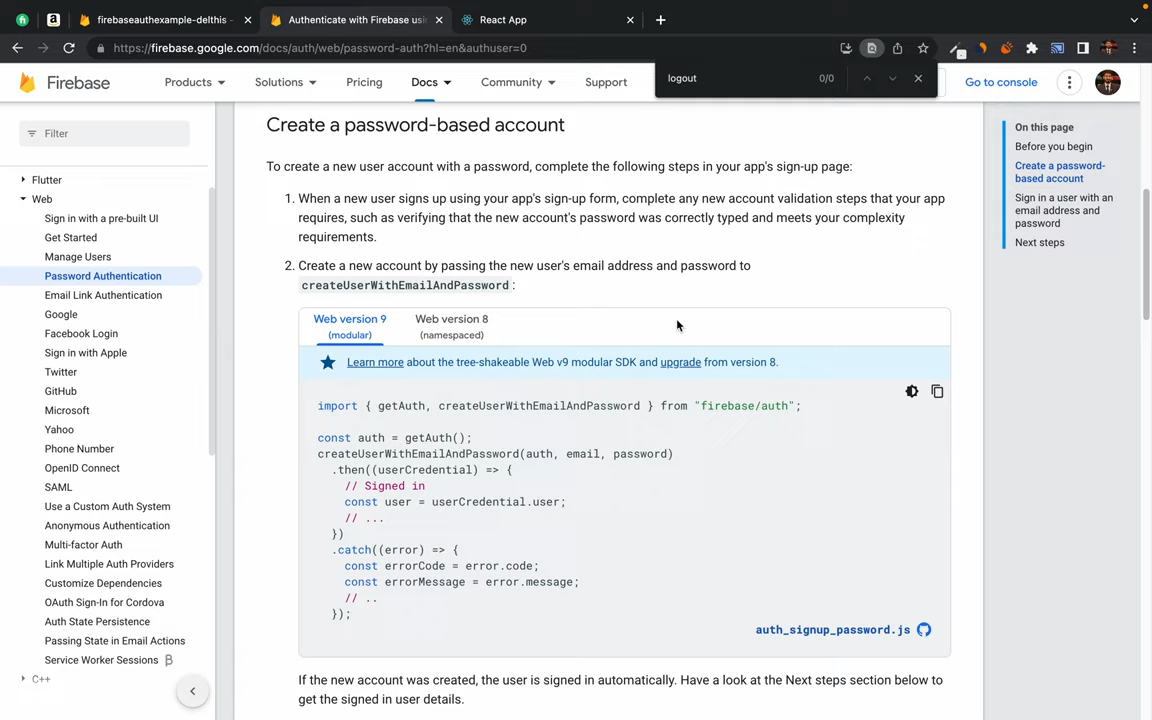 firebaseauthexample-delthis -
Authenticate with Firebase usin
React App
https://firebase.google.com/docs/auth/web/password-auth?hl=en&authuser=0
logout
0/0
Firebase
Products
Solutions
Pricing
Docs
Community
Support
Go to console
Filter
Flutter
Web
Sign in with a pre-built UI
Get Started
Manage Users
Password Authentication
Email Link Authentication
Google
Facebook Login
Sign in with Apple
Twitter
GitHub
Microsoft
Yahoo
Phone Number
OpenID Connect
SAML
Use a Custom Auth System
Anonymous Authentication
Multi-factor Auth
Link Multiple Auth Providers
Customize Dependencies
OAuth Sign-In for Cordova
Auth State Persistence
Passing State in Email Actions
Service Worker Sessions β
C++
Create a password-based account
To create a new user account with a password, complete the following steps in your app's sign-up page:
1. When a new user signs up using your app's sign-up form, complete any new account validation steps that your app
requires, such as verifying that the new account's password was correctly typed and meets your complexity
requirements.
2. Create a new account by passing the new user's email address and password to
createUserWithEmailAndPassword:
Web version 9
(modular)
Web version 8
(namespaced)
Learn more about the tree-shakeable Web v9 modular SDK and upgrade from version 8.
import { getAuth, createUserWithEmailAndPassword } from "firebase/auth";
const auth = getAuth();
createUserWithEmailAndPassword(auth, email, password)
.then((userCredential) => {
// Signed in
const user = userCredential.user;
// ...
})
.catch((error) => {
const errorCode = error.code;
const errorMessage = error.message;
// ..
});
auth_signup_password.js
If the new account was created, the user is signed in automatically. Have a look at the Next steps section below to
get the signed in user details.
On this page
Before you begin
Create a password-
based account
Sign in a user with an
email address and
password
Next steps